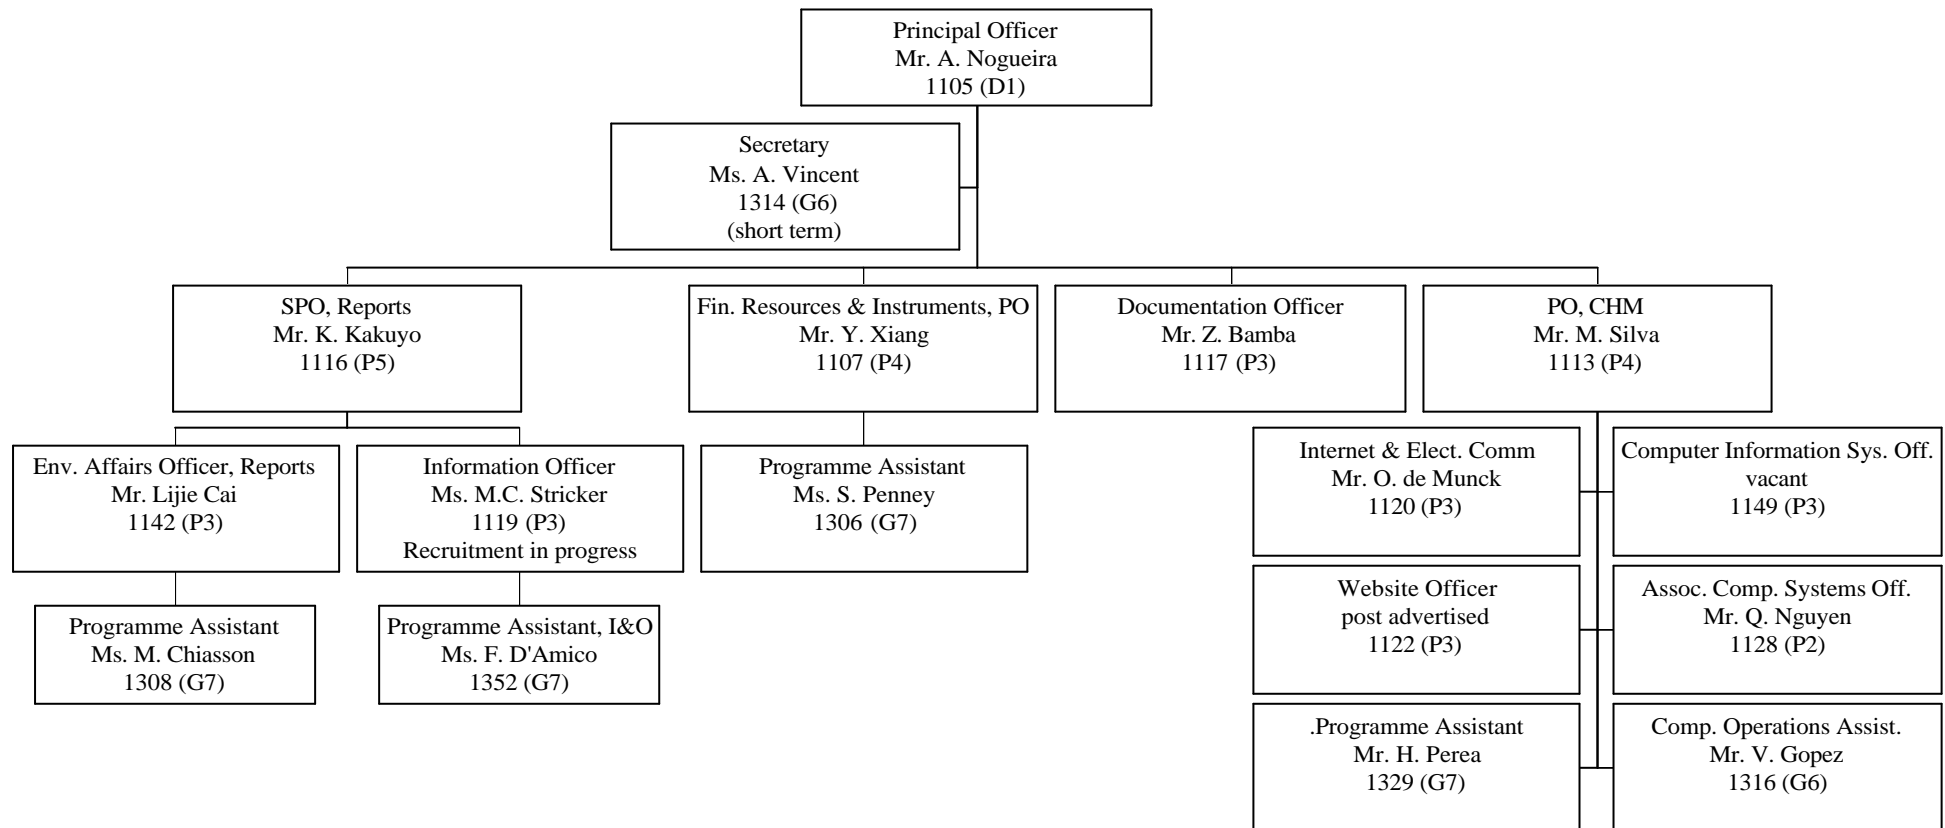 Principal Officer
Mr. A. Nogueira
1105 (D1)
Secretary
Ms. A. Vincent
1314 (G6)
(short term)
SPO, Reports
Mr. K. Kakuyo
1116 (P5)
Fin. Resources & Instruments, PO
Mr. Y. Xiang
1107 (P4)
Documentation Officer
Mr. Z. Bamba
1117 (P3)
PO, CHM
Mr. M. Silva
1113 (P4)
Env. Affairs Officer, Reports
Mr. Lijie Cai
1142 (P3)
Information Officer
Ms. M.C. Stricker
1119 (P3)
Recruitment in progress
Programme Assistant
Ms. S. Penney
1306 (G7)
Internet & Elect. Comm
Mr. O. de Munck
1120 (P3)
Computer Information Sys. Off.
vacant
1149 (P3)
Programme Assistant
Ms. M. Chiasson
1308 (G7)
Programme Assistant, I&O
Ms. F. D'Amico
1352 (G7)
Website Officer
post advertised
1122 (P3)
Assoc. Comp. Systems Off.
Mr. Q. Nguyen
1128 (P2)
.Programme Assistant
Mr. H. Perea
1329 (G7)
Comp. Operations Assist.
Mr. V. Gopez
1316 (G6)